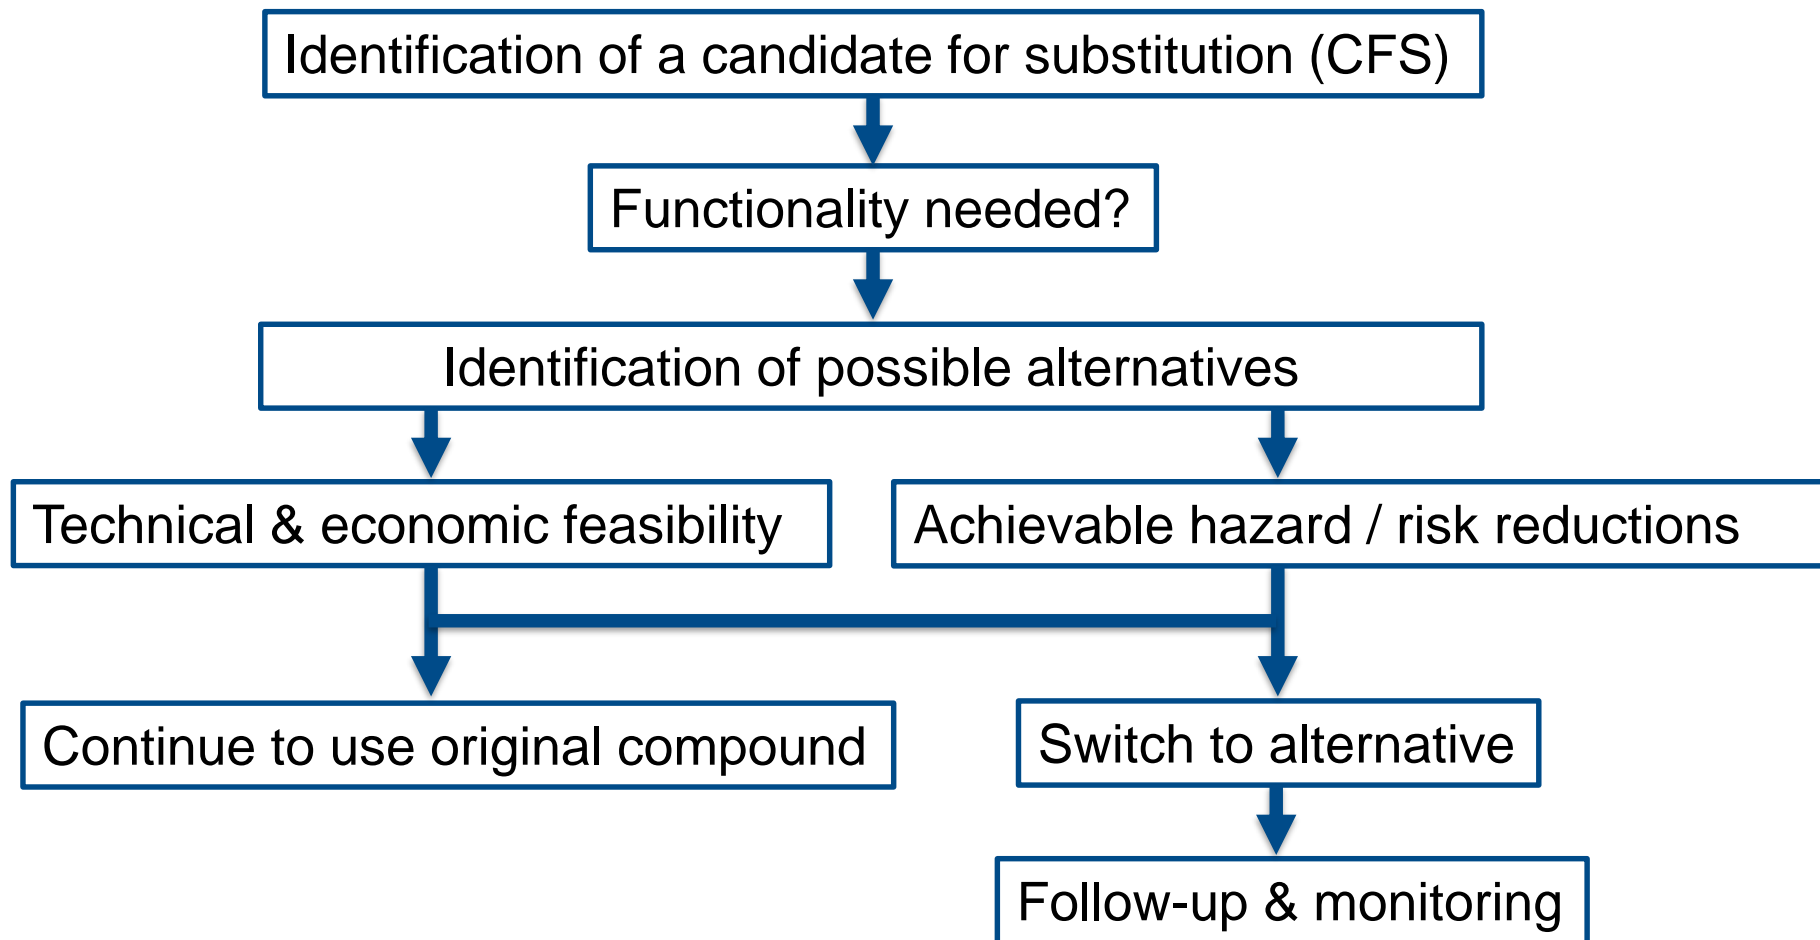 Identification of a candidate for substitution (CFS)
Functionality needed?
Identification of possible alternatives
Technical & economic feasibility
Achievable hazard / risk reductions
Continue to use original compound
Switch to alternative
Follow-up & monitoring